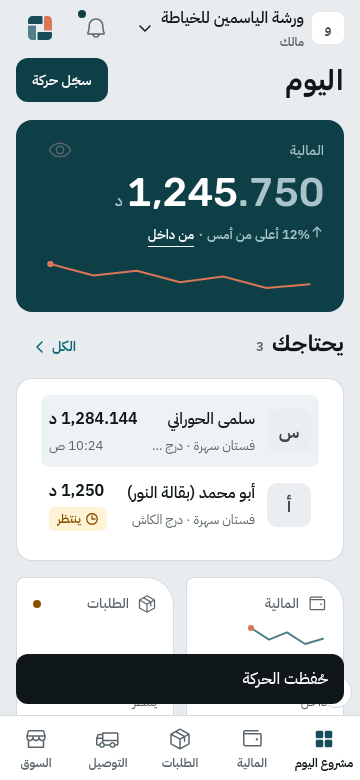 و
ورشة الياسمين للخياطة
مالك
اليوم
سجّل حركة
المالية
1,245.750 د
12% أعلى من أمس · من داخل
يحتاجك 3
الكل
س
سلمى الحوراني
1,284.144 د
فستان سهرة · درج ...
10:24 ص
أ
أبو محمد (بقالة النور)
1,250 د
فستان سهرة · درج الكاش
ينتظر
المالية
الطلبات
حُفظت الحركة
مشروع اليوم
المالية
الطلبات
التوصيل
السوق